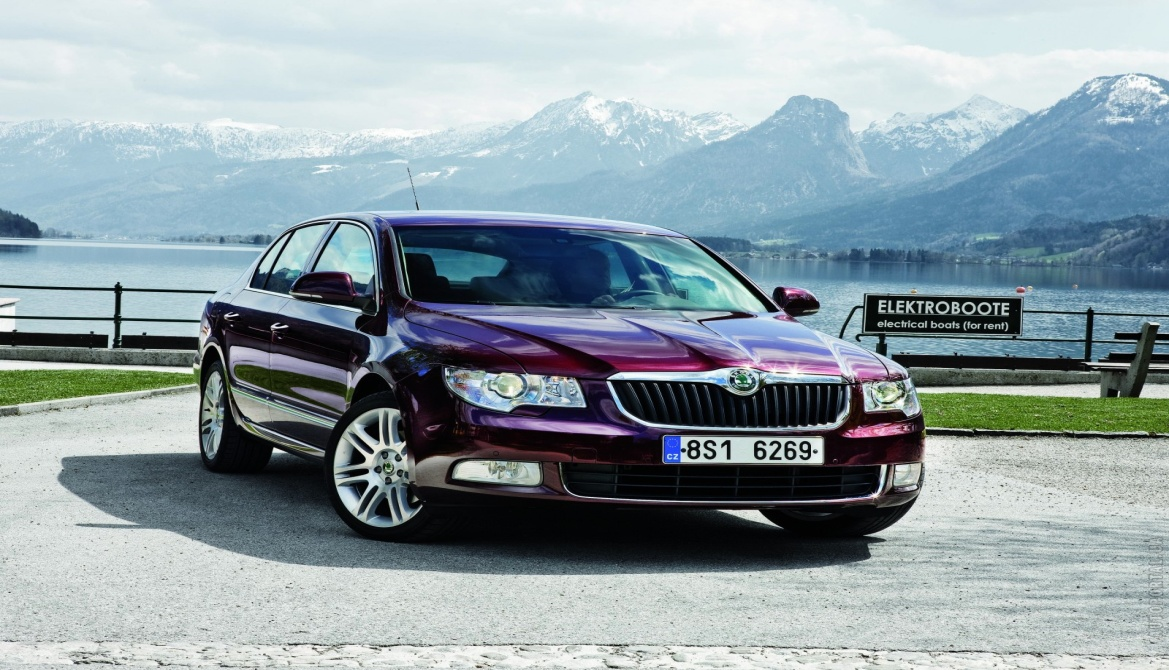 ELEKTROBOOTE
electrical boats (for rent)
8S1 6269
CZ